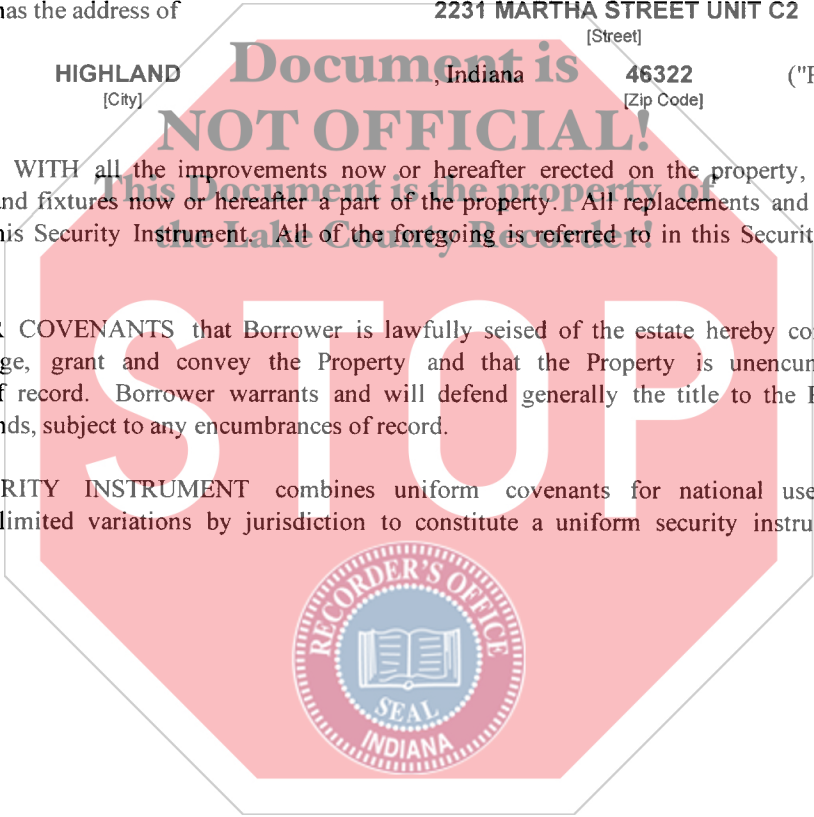 has the address of 2231 MARTHA STREET UNIT C2
[Street]
HIGHLAND , Indiana 46322 ("
[City] [Zip Code]
Document is
NOT OFFICIAL!
This Document is the property of
the Lake County Recorder!
WITH all the improvements now or hereafter erected on the property,
and fixtures now or hereafter a part of the property. All replacements and
his Security Instrument. All of the foregoing is referred to in this Securit
R COVENANTS that Borrower is lawfully seised of the estate hereby co
ge, grant and convey the Property and that the Property is unencun
f record. Borrower warrants and will defend generally the title to the
nds, subject to any encumbrances of record.
RITY INSTRUMENT combines uniform covenants for national use
limited variations by jurisdiction to constitute a uniform security instru
STOP
RECORDER'S OFFICE
SEAL
INDIANA